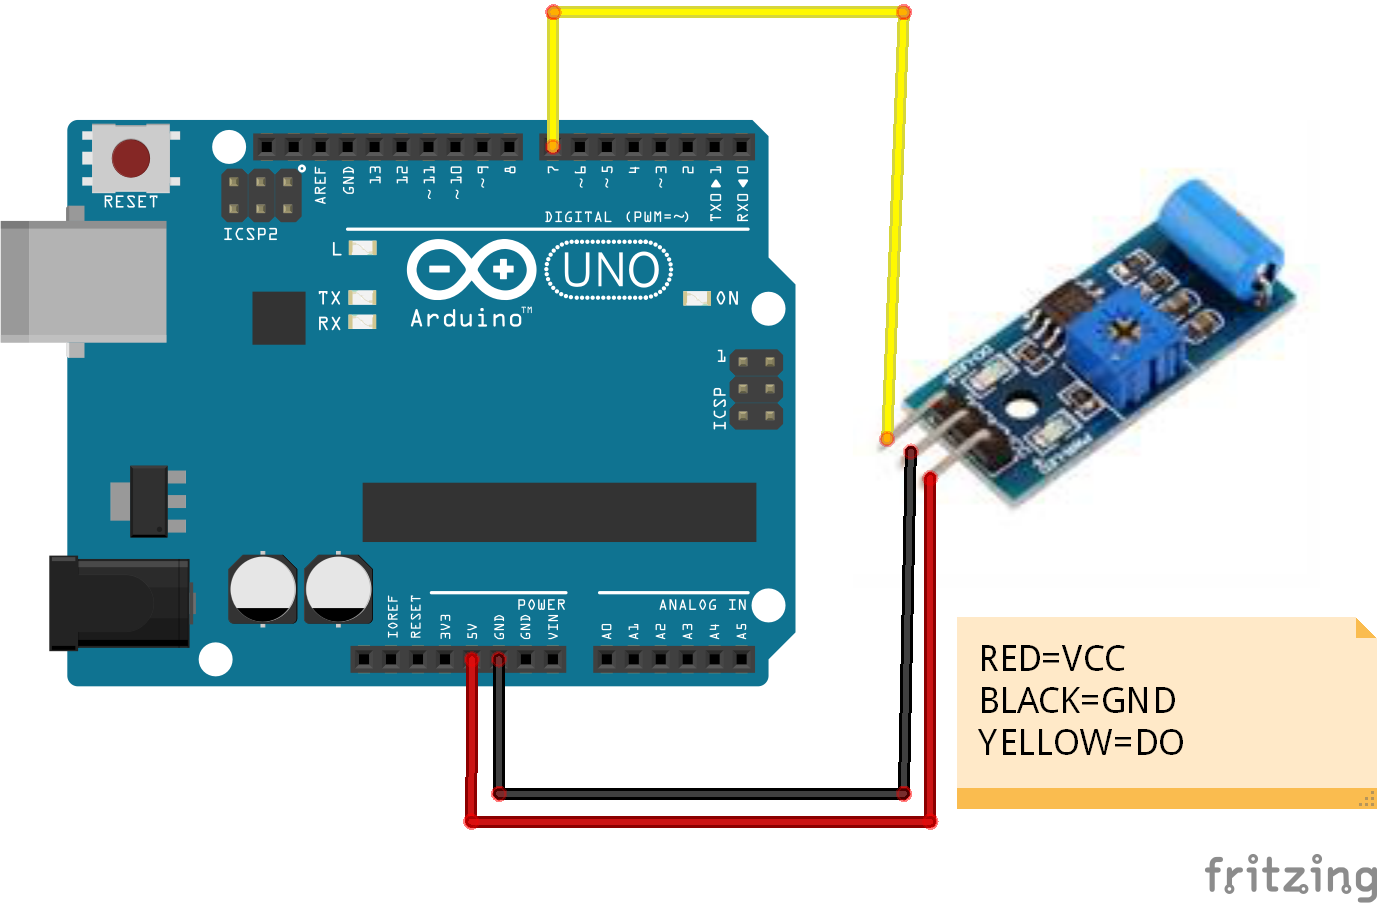 RESET
ICSP2
AREF
GND
13
12
~11
~10
~9
8
7
~6
~5
4
~3
2
TX0▶1
RX0◀0
DIGITAL (PWM=~)
L
TX
RX
UNO
Arduino™
ON
1
ICSP
IOREF
RESET
3V3
5V
GND
GND
VIN
POWER
ANALOG IN
A0
A1
A2
A3
A4
A5
RED=VCC
BLACK=GND
YELLOW=DO
fritzing